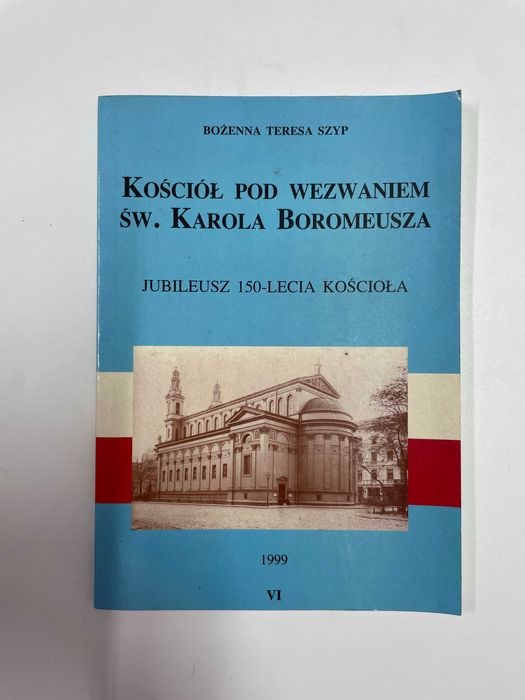 BOŻENNA TERESA SZYP
KOŚCIÓŁ POD WEZWANIEM
ŚW. KAROLA BOROMEUSZA
JUBILEUSZ 150-LECIA KOŚCIOŁA
1999
VI